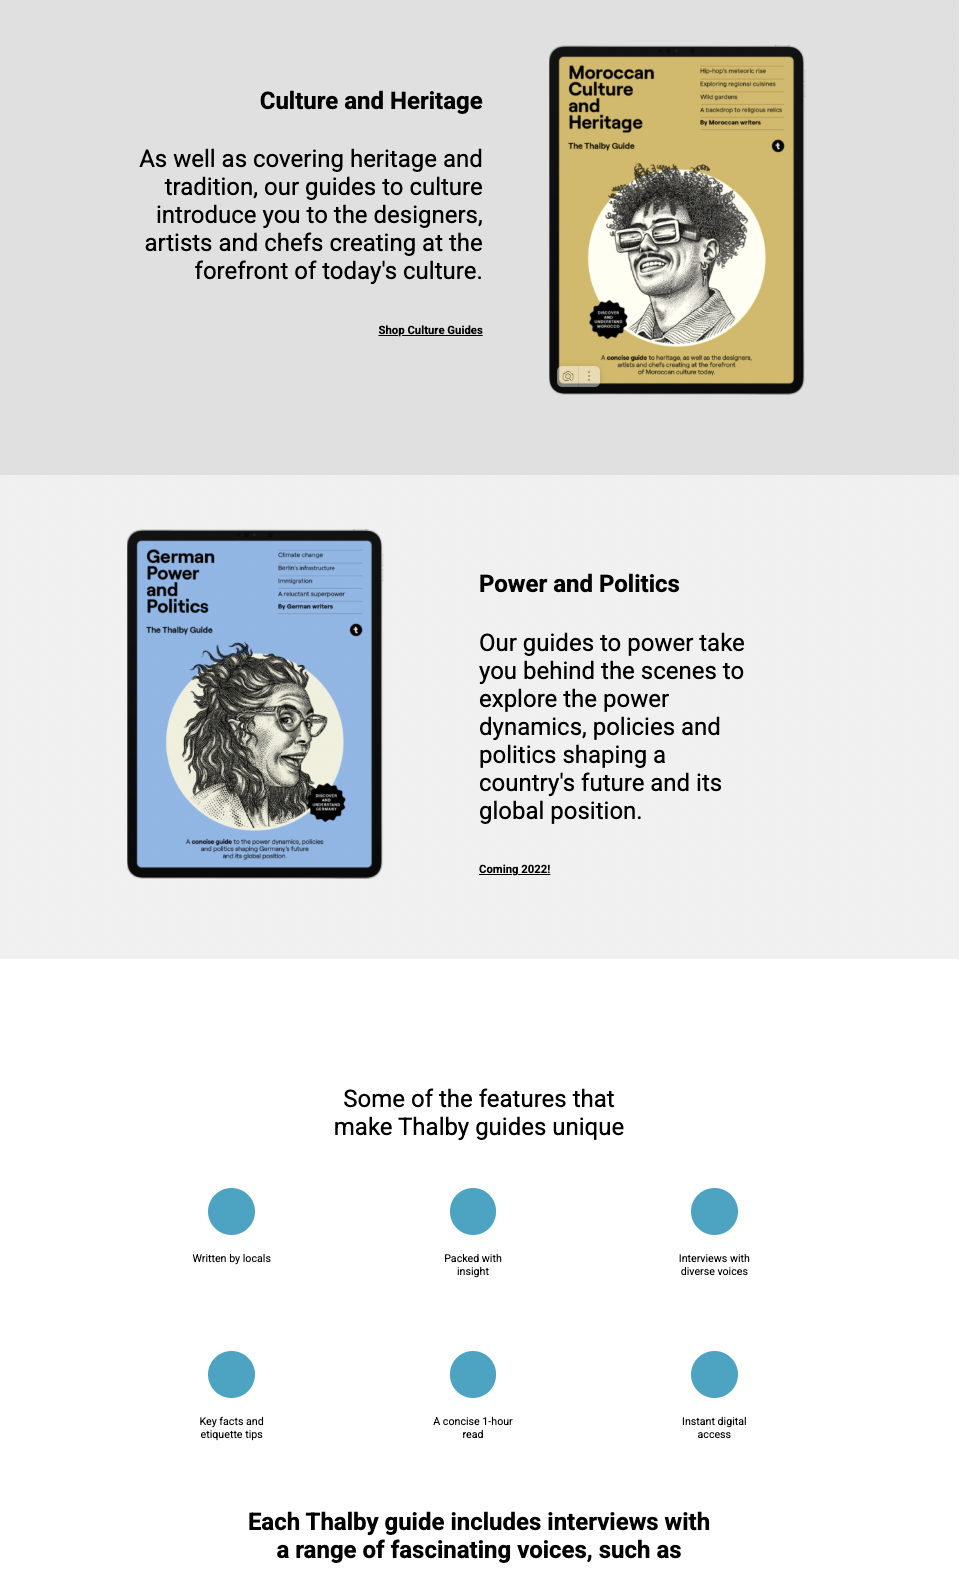 Culture and Heritage
As well as covering heritage and
tradition, our guides to culture
introduce you to the designers,
artists and chefs creating at the
forefront of today's culture.
Shop Culture Guides
Moroccan
Culture
and
Heritage
Hip-hop's meteoric rise
Exploring regional cuisines
Wild gardens
A backdrop to religious relics
By Moroccan writers
The Thalby Guide
t
DISCOVER
AND
UNDERSTAND
MOROCCO
A concise guide to heritage, as well as the designers,
artists and chefs creating at the forefront
of Moroccan culture today.
German
Power
and
Politics
Climate change
Berlin's infrastructure
Immigration
A reluctant superpower
By German writers
The Thalby Guide
t
DISCOVER
AND
UNDERSTAND
GERMANY
A concise guide to the power dynamics, policies
and politics shaping Germany's future
and its global position.
Power and Politics
Our guides to power take
you behind the scenes to
explore the power
dynamics, policies and
politics shaping a
country's future and its
global position.
Coming 2022!
Some of the features that
make Thalby guides unique
Written by locals
Packed with
insight
Interviews with
diverse voices
Key facts and
etiquette tips
A concise 1-hour
read
Instant digital
access
Each Thalby guide includes interviews with
a range of fascinating voices, such as